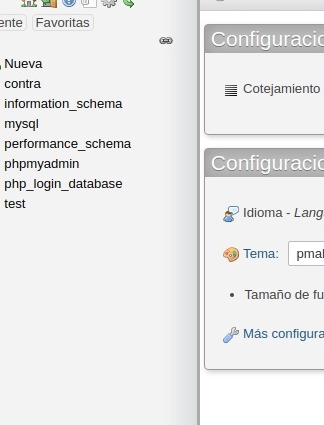 ente Favoritas
Nueva
contra
information_schema
mysql
performance_schema
phpmyadmin
php_login_database
test
Configuracio
Cotejamiento
Configuracio
Idioma - Lang
Tema: pmal
Tamaño de fu
Más configura